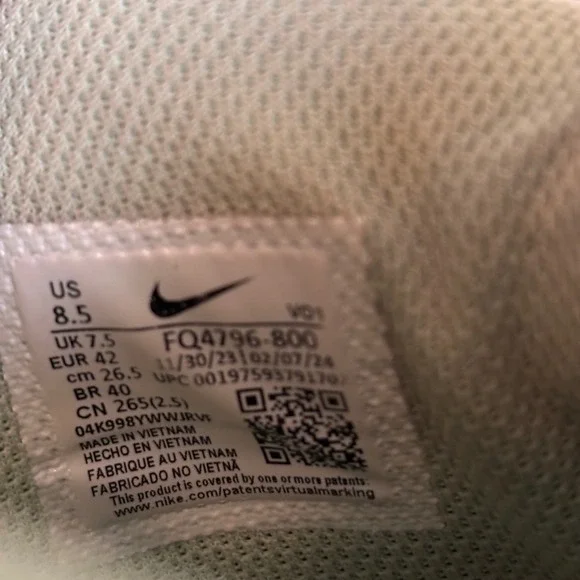 US
8.5
V01
UK 7.5
FQ4796-800
EUR 42
11/30/23 | 02/07/24
cm 26.5
UPC
BR 40
CN 265(2.5)
MADE IN VIETNAM
HECHO EN VIETNAM
FABRIQUE AU VIETNAM
FABRICADO NO VIETNÃ
This product is covered by one or more patents.
www.nike.com/patentsvirtualmarking